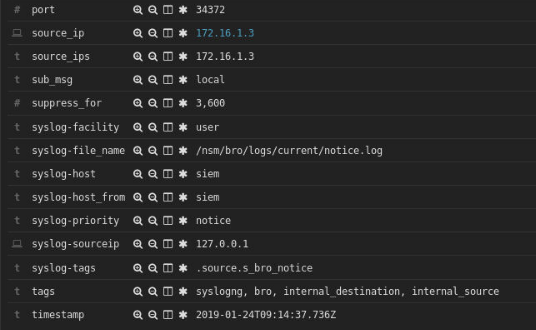 # port 34372
source_ip 172.16.1.3
t source_ips 172.16.1.3
t sub_msg local
# suppress_for 3,600
t syslog-facility user
t syslog-file_name /nsm/bro/logs/current/notice.log
t syslog-host siem
t syslog-host_from siem
t syslog-priority notice
syslog-sourceip 127.0.0.1
t syslog-tags .source.s_bro_notice
t tags syslogng, bro, internal_destination, internal_source
t timestamp 2019-01-24T09:14:37.736Z